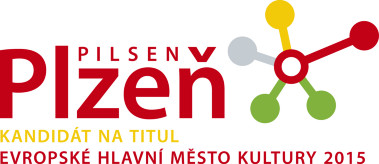 PILSEN
Plzeň
KANDIDÁT NA TITUL
EVROPSKÉ HLAVNÍ MĚSTO KULTURY 2015